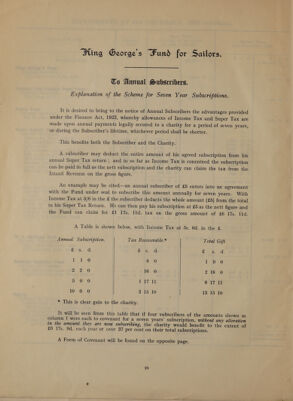 King George's Fund for Sailors.
To Annual Subscribers.
Explanation of the Scheme for Seven Year Subscriptions.
It is desired to bring to the notice of Annual Subscribers the advantages provided
under the Finance Act, 1922, whereby allowances of Income Tax and Super Tax are
made upon annual payments legally assured to a charity for a period of seven years,
or during the Subscriber's lifetime, whichever period shall be shorter.
This benefits both the Subscriber and the Charity.
A subscriber may deduct the entire amount of his agreed subscription from his
annual Super Tax return; and in so far as Income Tax is concerned the subscription
can be paid in full as the nett subscription and the charity can claim the tax from the
Inland Revenue on the gross figure.
An example may be cited—an annual subscriber of £5 enters into an agreement
with the Fund under seal to subscribe this amount annually for seven years. With
Income Tax at 5/6 in the £ the subscriber deducts the whole amount (£5) from the total
in his Super Tax Return. He can then pay his subscription at £5 as the nett figure and
the Fund can claim for £1 17s. 11d. tax on the gross amount of £6 17s. 11d.
A Table is shewn below, with Income Tax at 5s. 6d. in the £.
Annual Subscription. Tax Recoverable* Total Gift
£ s. d. £ s. d. £ s. d.
1 1 0 8 0 1 9 0
2 2 0 16 0 2 18 0
5 0 0 1 17 11 6 17 11
10 0 0 3 15 10 13 15 10
* This is clear gain to the charity.
It will be seen from this table that if four subscribers of the amounts shewn in
column 1 were each to covenant for a seven years' subscription, without any alteration
in the amount they are now subscribing, the charity would benefit to the extent of
£6 17s. 9d. each year or over 37 per cent on their total subscriptions.
A Form of Covenant will be found on the opposite page.